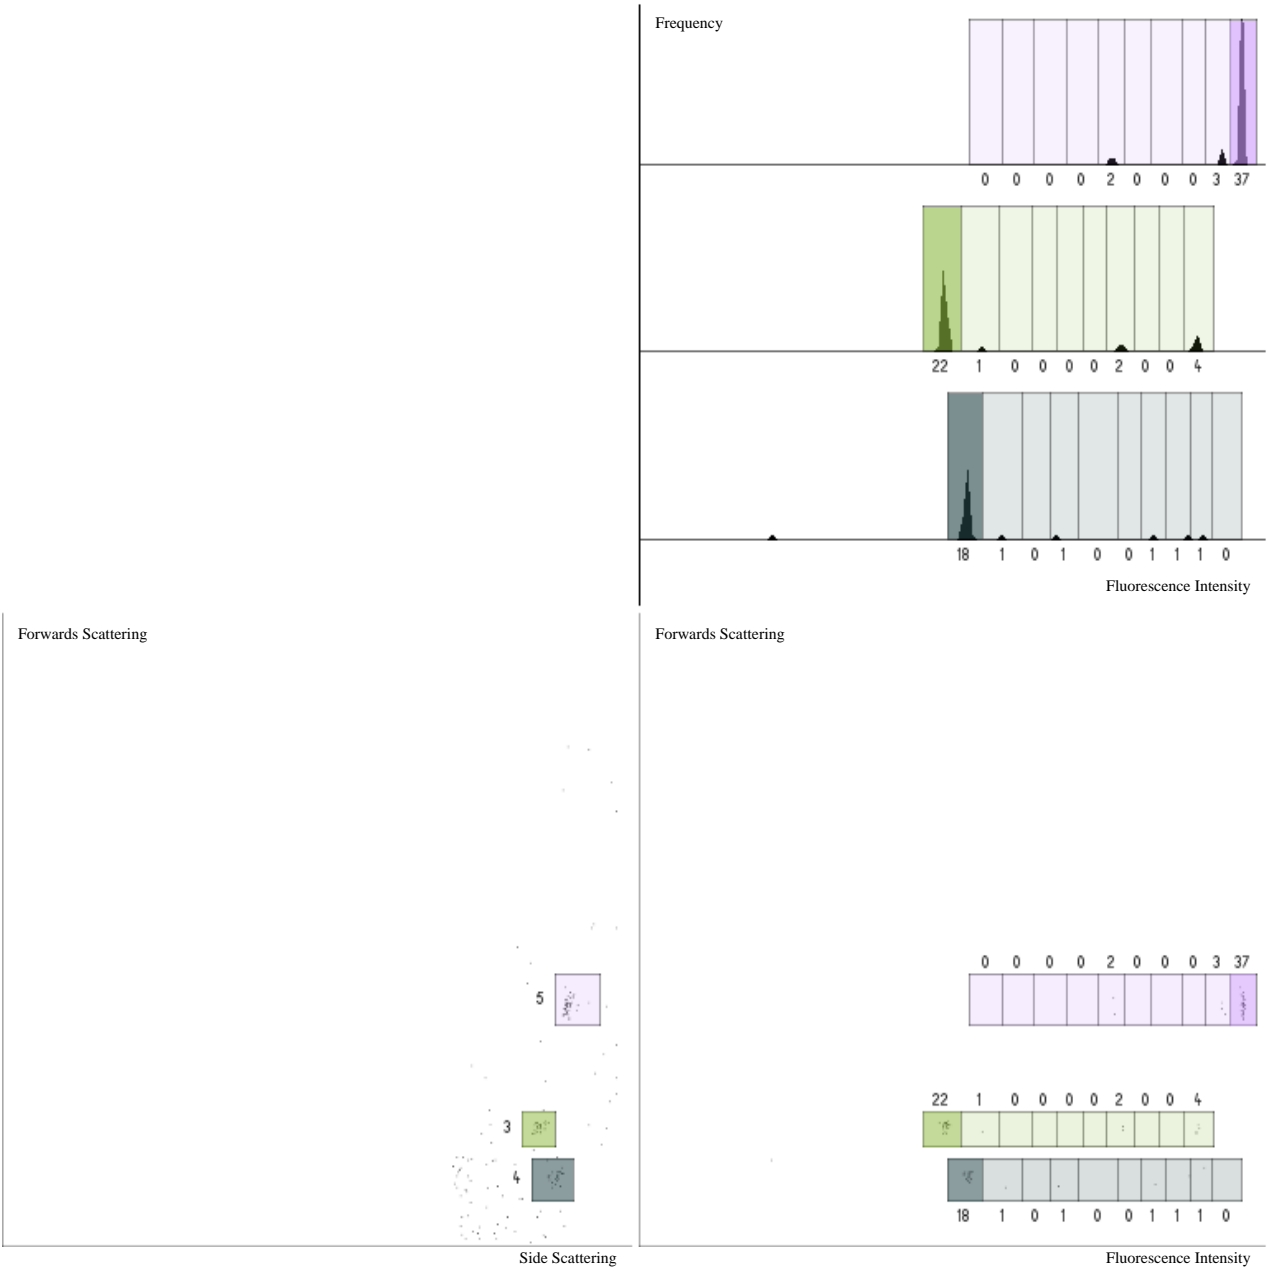 Frequency
0 0 0 0 2 0 0 0 3 37
22 1 0 0 0 0 2 0 0 4
18 1 0 1 0 0 1 1 1 0
Fluorescence Intensity
Forwards Scattering
5
3
4
Side Scattering
Forwards Scattering
0 0 0 0 2 0 0 0 3 37
22 1 0 0 0 0 2 0 0 4
18 1 0 1 0 0 1 1 1 0
Fluorescence Intensity